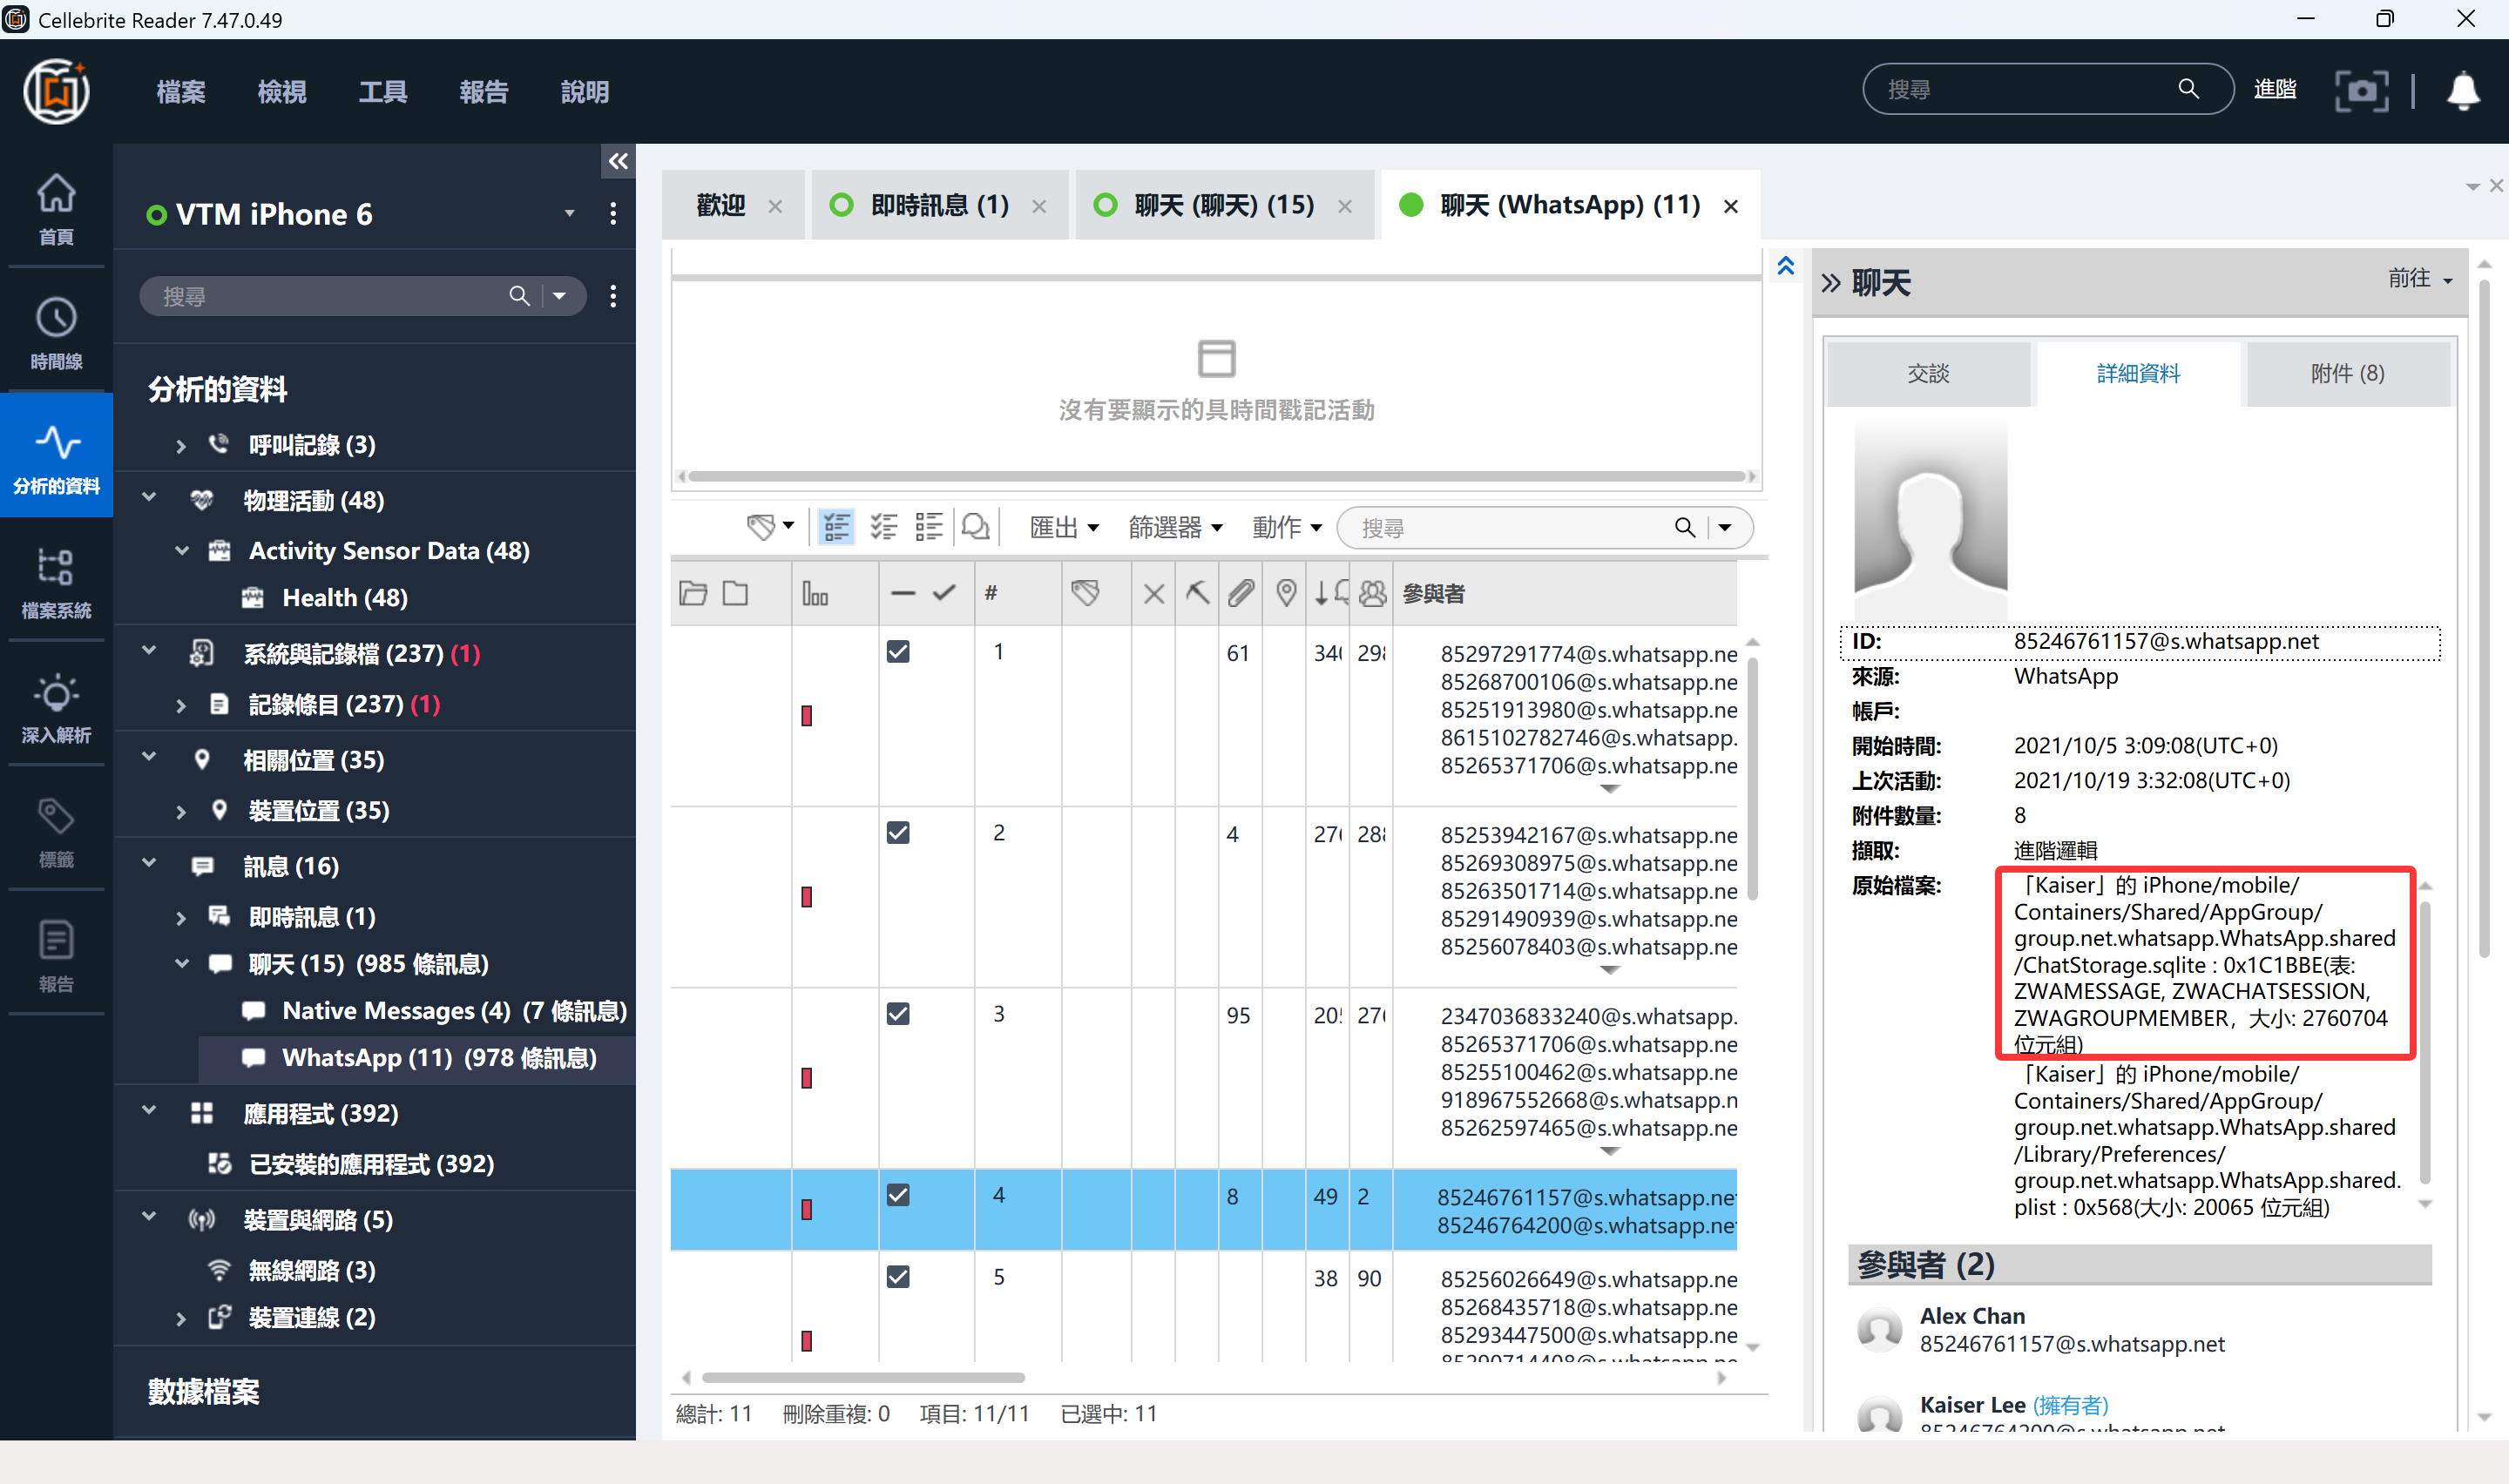 Cellebrite Reader 7.47.0.49
檔案 檢視 工具 報告 說明
搜尋
進階
首頁
時間線
分析的資料
檔案系統
深入解析
標籤
報告
VTM iPhone 6
搜尋
分析的資料
呼叫記錄 (3)
物理活動 (48)
Activity Sensor Data (48)
Health (48)
系統與記錄檔 (237) (1)
記錄條目 (237) (1)
相關位置 (35)
裝置位置 (35)
訊息 (16)
即時訊息 (1)
聊天 (15) (985 條訊息)
Native Messages (4) (7 條訊息)
WhatsApp (11) (978 條訊息)
應用程式 (392)
已安裝的應用程式 (392)
裝置與網路 (5)
無線網路 (3)
裝置連線 (2)
數據檔案
歡迎
即時訊息 (1)
聊天 (聊天) (15)
聊天 (WhatsApp) (11)
沒有要顯示的具時間戳記活動
匯出 篩選器 動作 搜尋
# 參與者
1 61 34 29 85297291774@s.whatsapp.ne
85268700106@s.whatsapp.ne
85251913980@s.whatsapp.ne
8615102782746@s.whatsapp.
85265371706@s.whatsapp.ne
2 4 27 28 85253942167@s.whatsapp.ne
85269308975@s.whatsapp.ne
85263501714@s.whatsapp.ne
85291490939@s.whatsapp.ne
85256078403@s.whatsapp.ne
3 95 20 27 2347036833240@s.whatsapp.
85265371706@s.whatsapp.ne
85255100462@s.whatsapp.ne
918967552668@s.whatsapp.n
85262597465@s.whatsapp.ne
4 8 49 2 85246761157@s.whatsapp.ne
85246764200@s.whatsapp.ne
5 38 90 85256026649@s.whatsapp.ne
85268435718@s.whatsapp.ne
85293447500@s.whatsapp.ne
總計: 11 刪除重複: 0 項目: 11/11 已選中: 11
聊天
前往
交談 詳細資料 附件 (8)
ID: 85246761157@s.whatsapp.net
來源: WhatsApp
帳戶:
開始時間: 2021/10/5 3:09:08(UTC+0)
上次活動: 2021/10/19 3:32:08(UTC+0)
附件數量: 8
擷取: 進階邏輯
原始檔案: 「Kaiser」的 iPhone/mobile/
Containers/Shared/AppGroup/
group.net.whatsapp.WhatsApp.shared
/ChatStorage.sqlite : 0x1C1BBE(表:
ZWAMESSAGE, ZWACHATSESSION,
ZWAGROUPMEMBER，大小: 2760704
位元組)
「Kaiser」的 iPhone/mobile/
Containers/Shared/AppGroup/
group.net.whatsapp.WhatsApp.shared
/Library/Preferences/
group.net.whatsapp.WhatsApp.shared.
plist : 0x568(大小: 20065 位元組)
參與者 (2)
Alex Chan
85246761157@s.whatsapp.net
Kaiser Lee (擁有者)